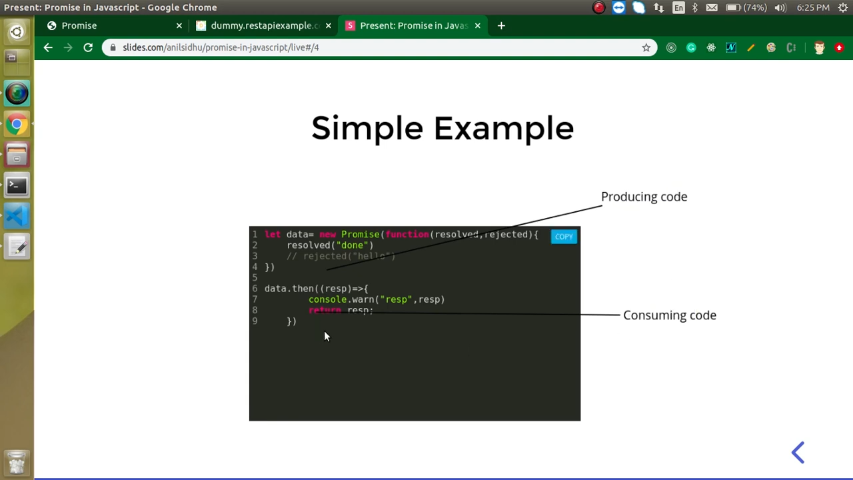 Present: Promise in Javascript - Google Chrome
En
(74%)
6:25 PM
Promise
dummy.restapiexample.c
Present: Promise in Javas
slides.com/anilsidhu/promise-in-javascript/live#/4
Simple Example
Producing code
COPY
1 let data= new Promise(function(resolved,rejected){
2 resolved("done")
3 // rejected("hello")
4 })
5
6 data.then((resp)=>{
7 console.warn("resp",resp)
8 return resp;
9 })
Consuming code